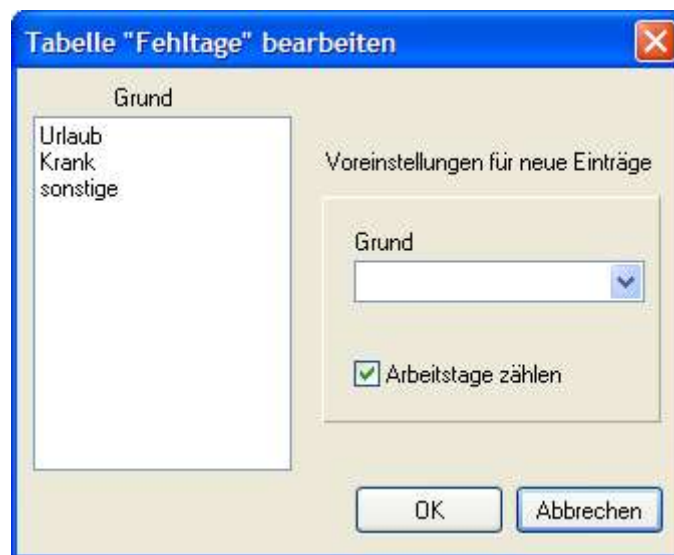 Tabelle "Fehltage" bearbeiten
Grund
Urlaub
Krank
sonstige
Voreinstellungen für neue Einträge
Grund
Arbeitstage zählen
OK
Abbrechen